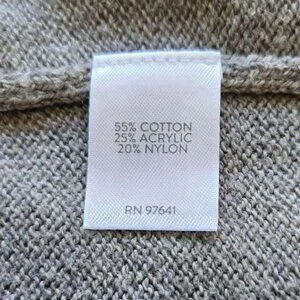 55% COTTON
25% ACRYLIC
20% NYLON
RN 97641